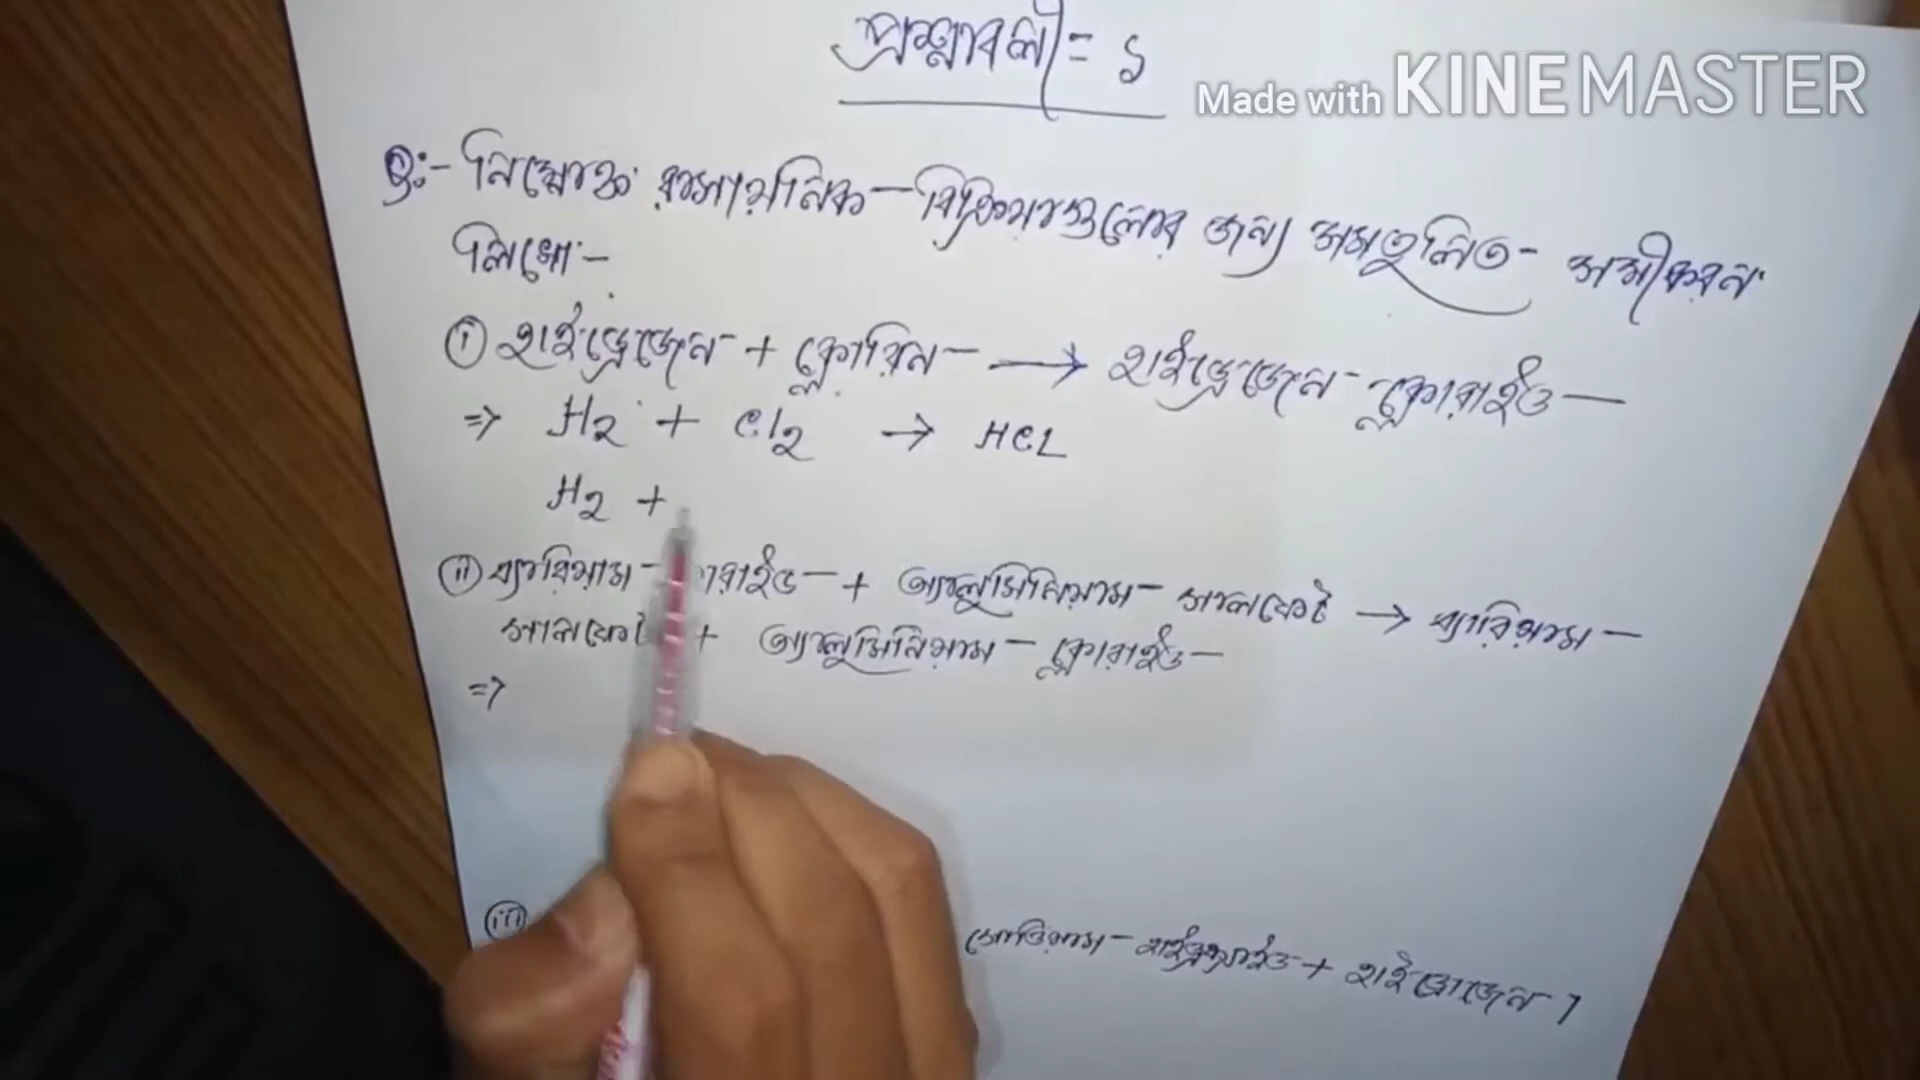 প্রশ্নাবলী = ১
Made with KINEMASTER
Q:- নিম্নোক্ত রাসায়নিক বিক্রিয়াগুলোর জন্য সমতুলিত সমীকরন
লিখো:-
(i) হাইড্রোজেন + ক্লোরিন → হাইড্রোজেন ক্লোরাইড
=> H2 + Cl2 → HCL
H2 +
(ii) ব্যারিয়াম + অ্যালুমিনিয়াম সালফেট → ব্যারিয়াম
সালফেট + অ্যালুমিনিয়াম ক্লোরাইড
=>
(iii) সোডিয়াম হাইড্রক্সাইড + হাইড্রোজেন ।